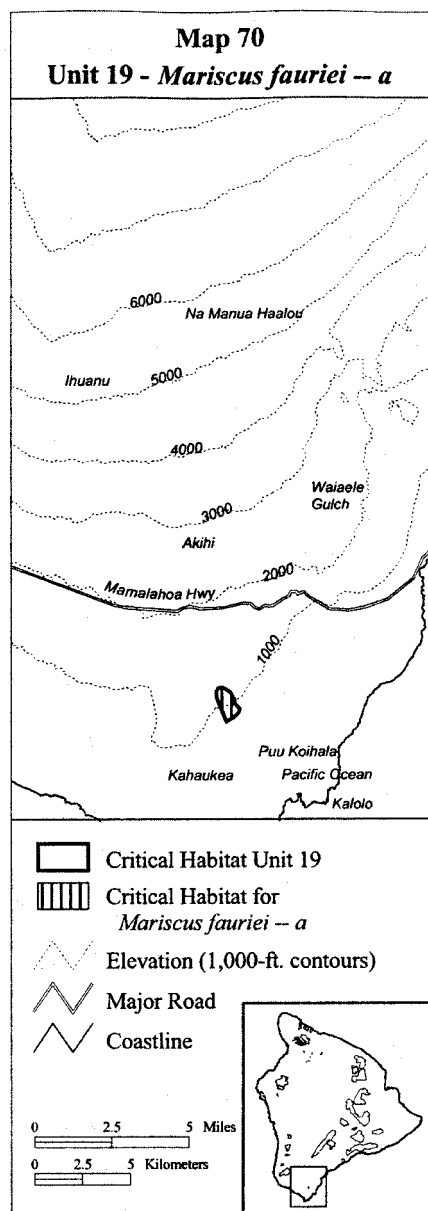 Map 70
Unit 19 - Mariscus fauriei -- a
6000
Na Manua Haalou
Ihuanu
5000
4000
Waiaele
Gulch
3000
Akihi
2000
Mamalahoa Hwy
1000
Puu Koihala
Kahaukea
Pacific Ocean
Kalolo
Critical Habitat Unit 19
Critical Habitat for
Mariscus fauriei -- a
Elevation (1,000-ft. contours)
Major Road
Coastline
0 2.5 5 Miles
0 2.5 5 Kilometers